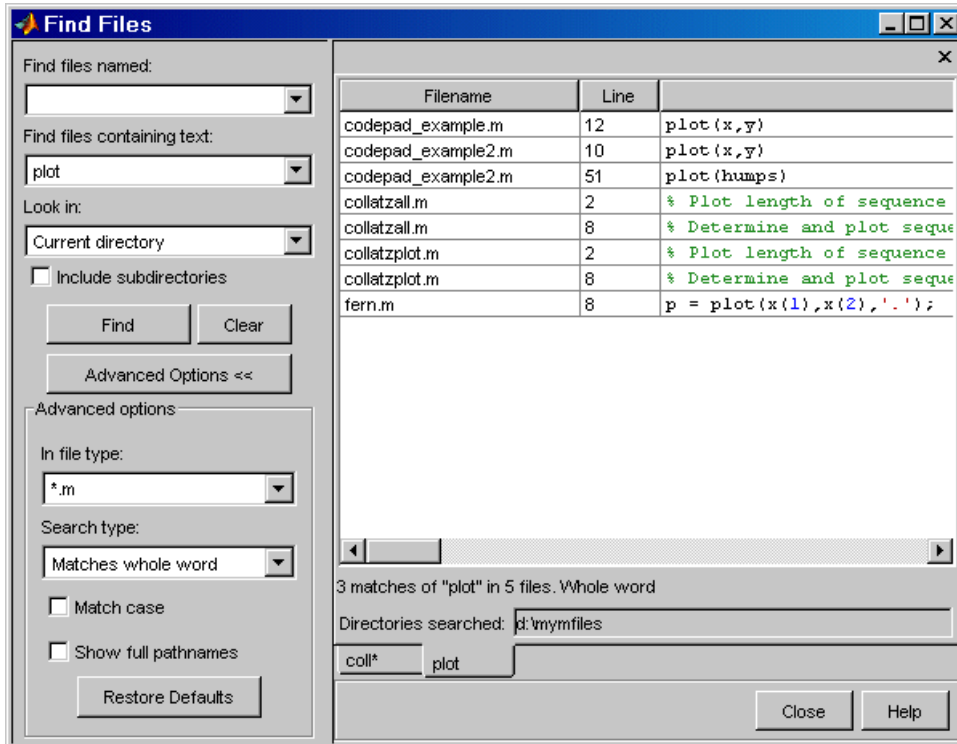 Find Files
Find files named:
Find files containing text:
plot
Look in:
Current directory
Include subdirectories
Find Clear
Advanced Options <<
Advanced options
In file type:
*.m
Search type:
Matches whole word
Match case
Show full pathnames
Restore Defaults
Filename Line
codepad_example.m 12 plot(x,y)
codepad_example2.m 10 plot(x,y)
codepad_example2.m 51 plot(humps)
collatzall.m 2 % Plot length of sequence
collatzall.m 8 % Determine and plot seque
collatzplot.m 2 % Plot length of sequence
collatzplot.m 8 % Determine and plot seque
fern.m 8 p = plot(x(1),x(2),'.');
3 matches of "plot" in 5 files. Whole word
Directories searched: d:\mymfiles
coll* plot
Close Help